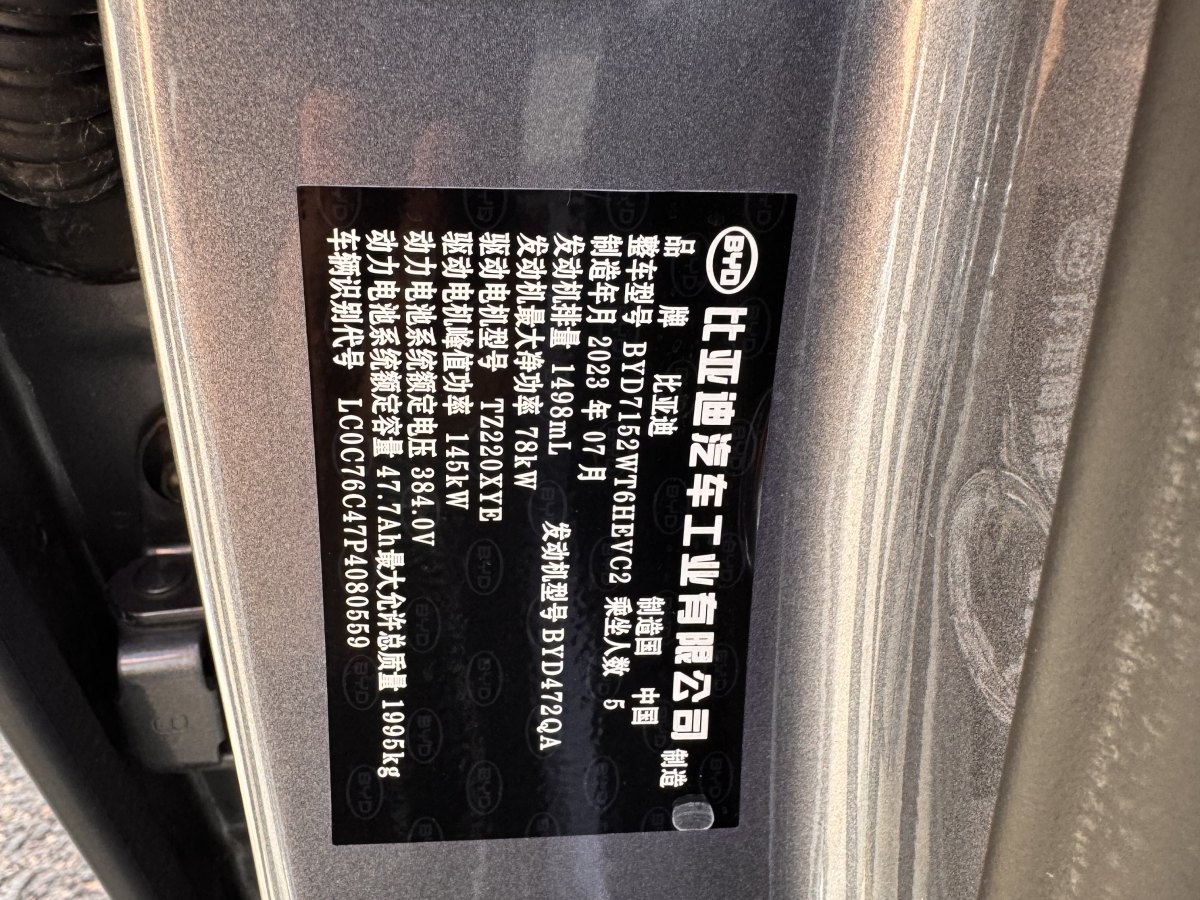 BYD 比亚迪汽车工业有限公司 制造
品牌 比亚迪 制造国 中国
整车型号 BYD7152WT6HEVC2 乘坐人数 5
制造年月 2023 年 07 月
发动机排量 1498mL 发动机型号 BYD472QA
发动机最大净功率 78kW
驱动电机型号 TZ220XYE
驱动电机峰值功率 145kW
动力电池系统额定电压 384.0V
动力电池系统额定容量 47.7Ah 最大允许总质量 1995kg
车辆识别代号 LC0C76C47P4080559